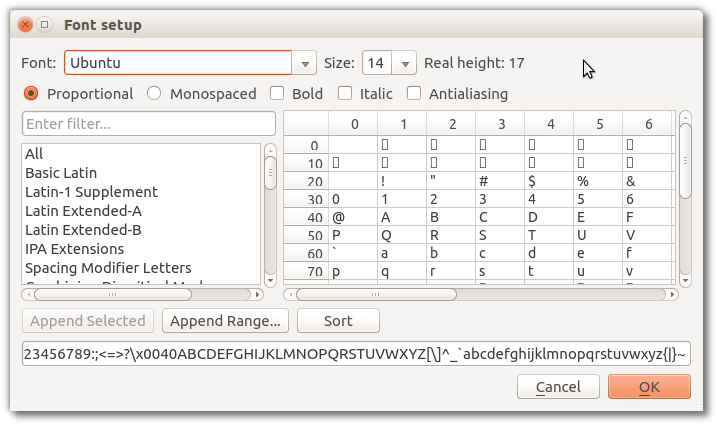 Font setup
Font: Ubuntu Size: 14 Real height: 17
Proportional Monospaced Bold Italic Antialiasing
Enter filter...
All
Basic Latin
Latin-1 Supplement
Latin Extended-A
Latin Extended-B
IPA Extensions
Spacing Modifier Letters
0 1 2 3 4 5 6
0
10
20 ! " # $ % &
30 0 1 2 3 4 5 6
40 @ A B C D E F
50 P Q R S T U V
60 ` a b c d e f
70 p q r s t u v
Append Selected Append Range... Sort
23456789:;<=>?\x0040ABCDEFGHIJKLMNOPQRSTUVWXYZ[\]^_`abcdefghijklmnopqrstuvwxyz{|}~
Cancel OK